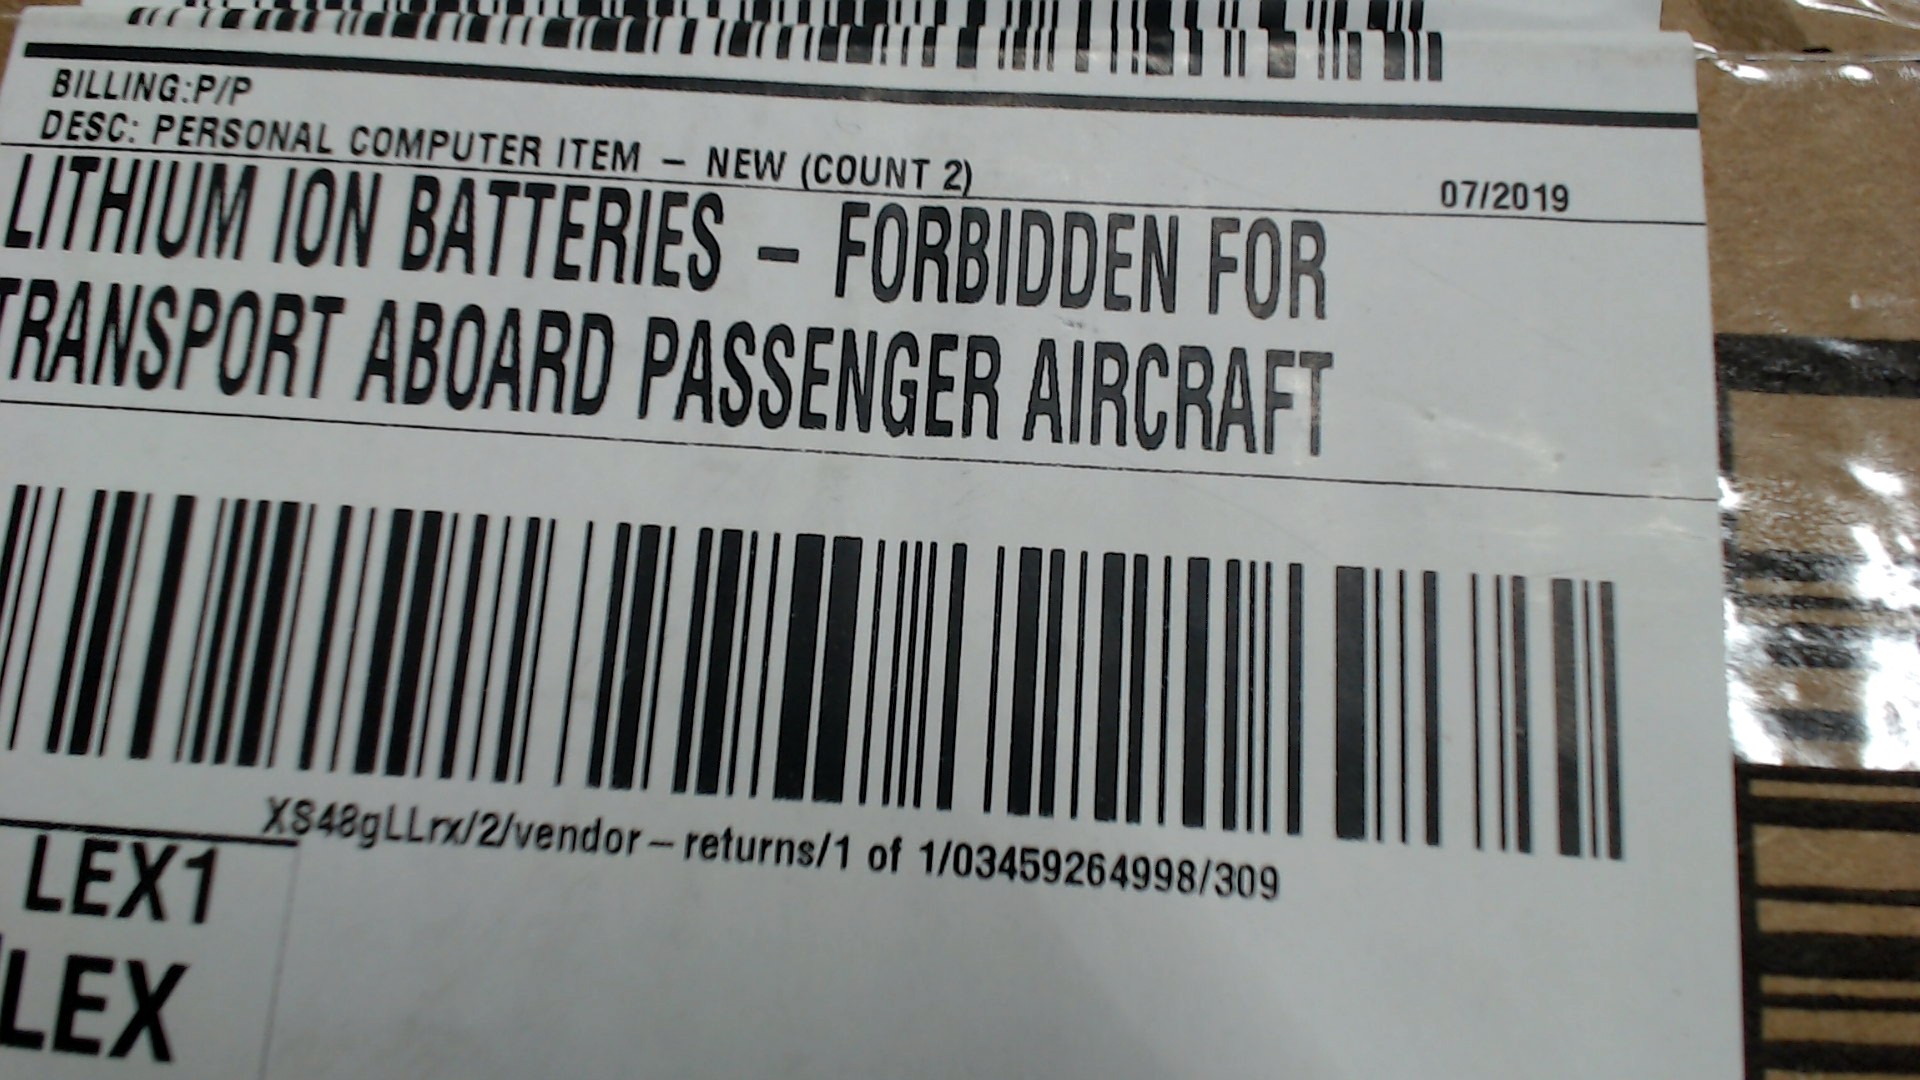 BILLING:P/P
DESC: PERSONAL COMPUTER ITEM – NEW (COUNT 2)
07/2019
LITHIUM ION BATTERIES – FORBIDDEN FOR
TRANSPORT ABOARD PASSENGER AIRCRAFT
XS48gLLrx/2/vendor–returns/1 of 1/03459264998/309
LEX1
LEX